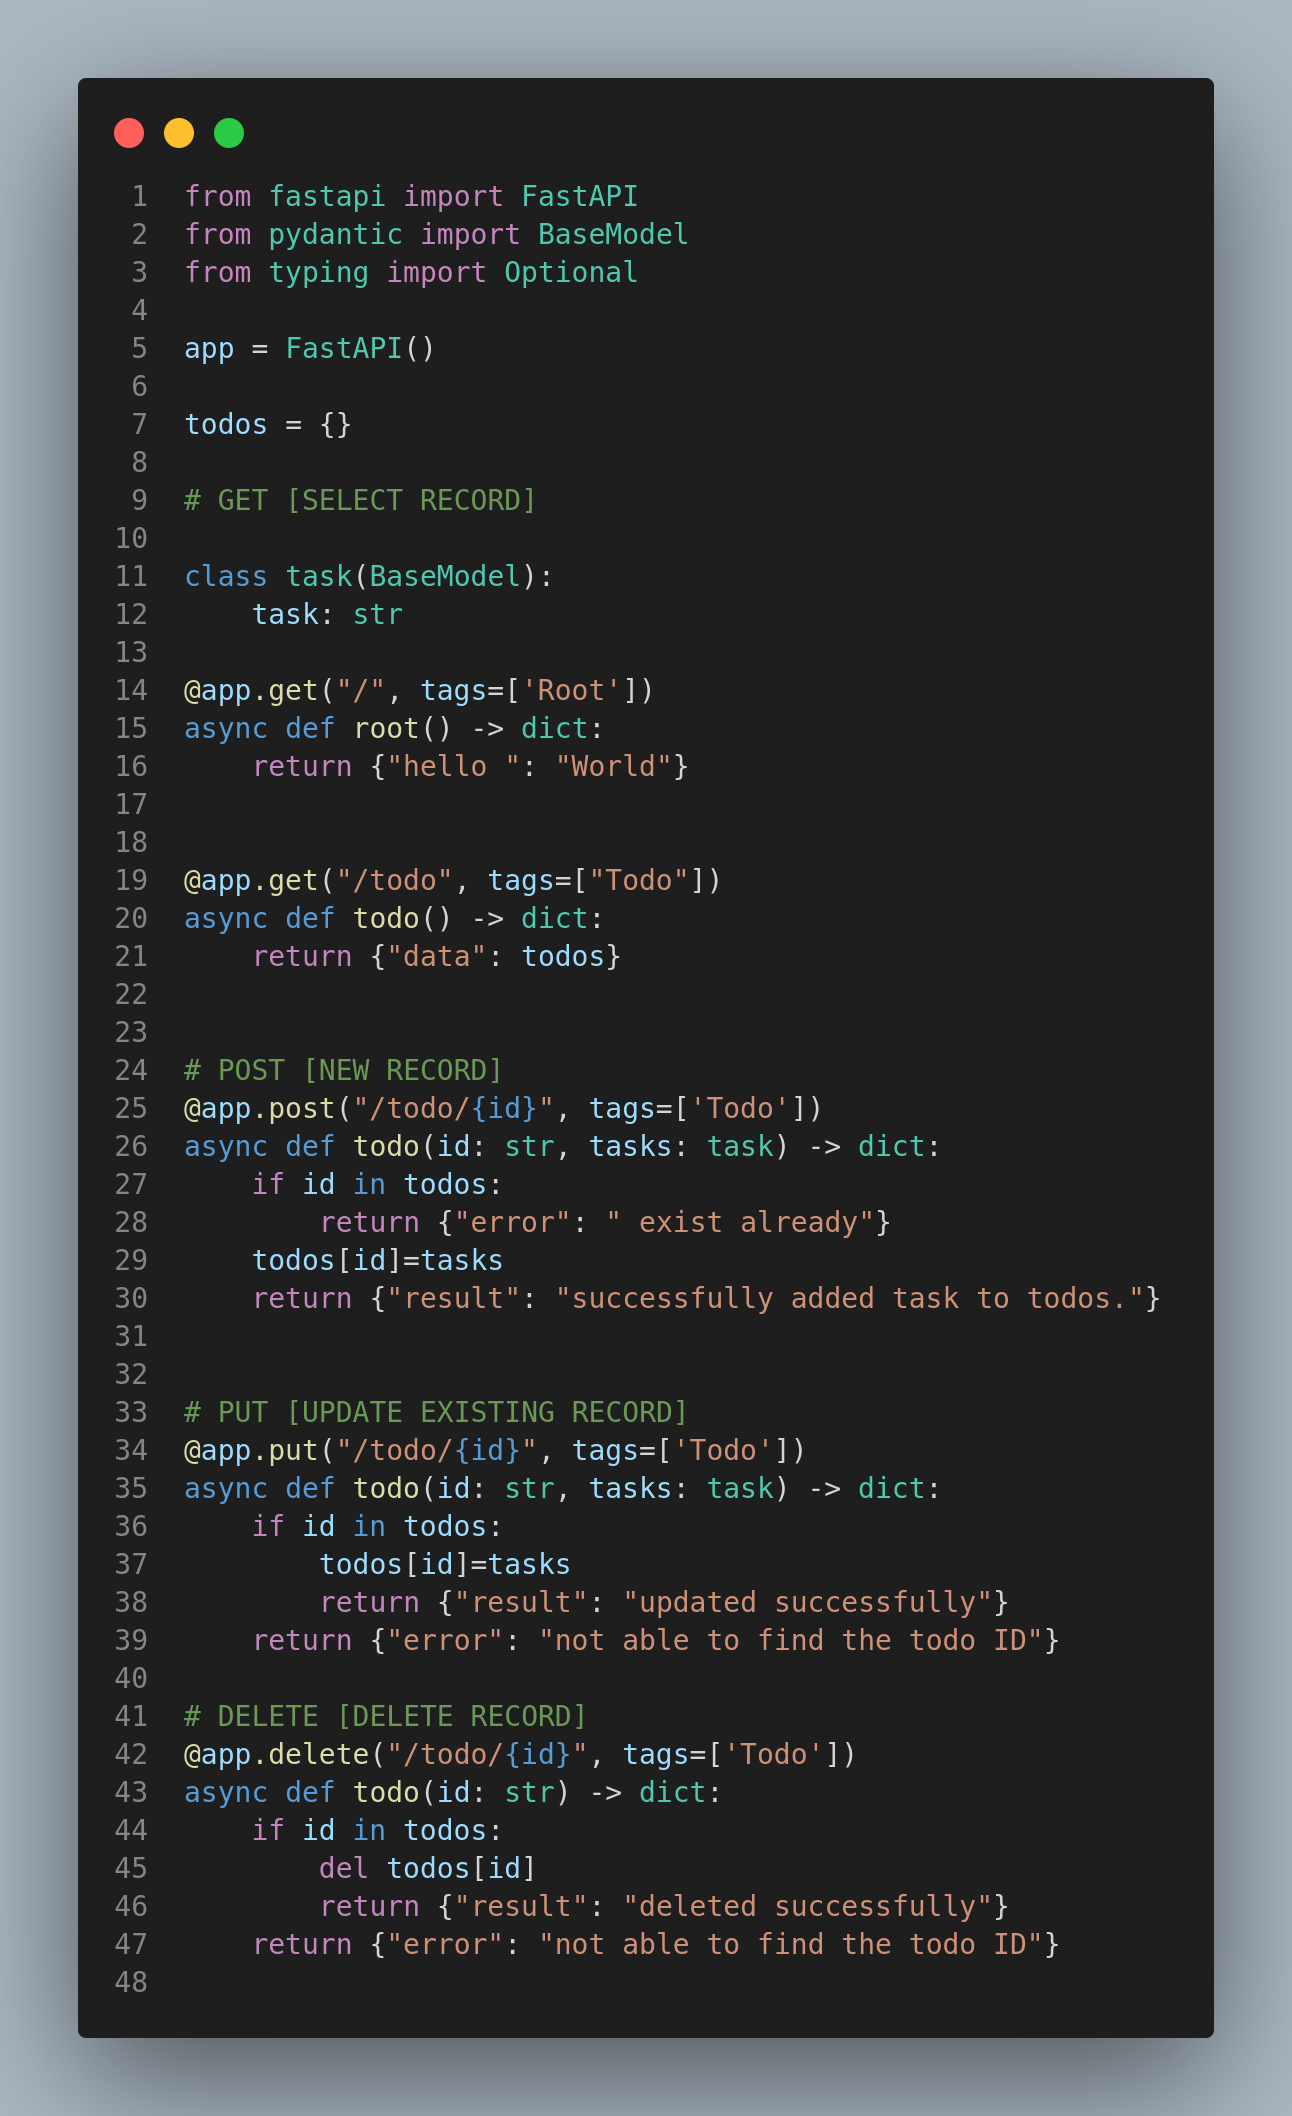 1 from fastapi import FastAPI
2 from pydantic import BaseModel
3 from typing import Optional
4
5 app = FastAPI()
6
7 todos = {}
8
9 # GET [SELECT RECORD]
10
11 class task(BaseModel):
12     task: str
13
14 @app.get("/", tags=['Root'])
15 async def root() -> dict:
16     return {"hello ": "World"}
17
18
19 @app.get("/todo", tags=["Todo"])
20 async def todo() -> dict:
21     return {"data": todos}
22
23
24 # POST [NEW RECORD]
25 @app.post("/todo/{id}", tags=['Todo'])
26 async def todo(id: str, tasks: task) -> dict:
27     if id in todos:
28         return {"error": " exist already"}
29     todos[id]=tasks
30     return {"result": "successfully added task to todos."}
31
32
33 # PUT [UPDATE EXISTING RECORD]
34 @app.put("/todo/{id}", tags=['Todo'])
35 async def todo(id: str, tasks: task) -> dict:
36     if id in todos:
37         todos[id]=tasks
38         return {"result": "updated successfully"}
39     return {"error": "not able to find the todo ID"}
40
41 # DELETE [DELETE RECORD]
42 @app.delete("/todo/{id}", tags=['Todo'])
43 async def todo(id: str) -> dict:
44     if id in todos:
45         del todos[id]
46         return {"result": "deleted successfully"}
47     return {"error": "not able to find the todo ID"}
48